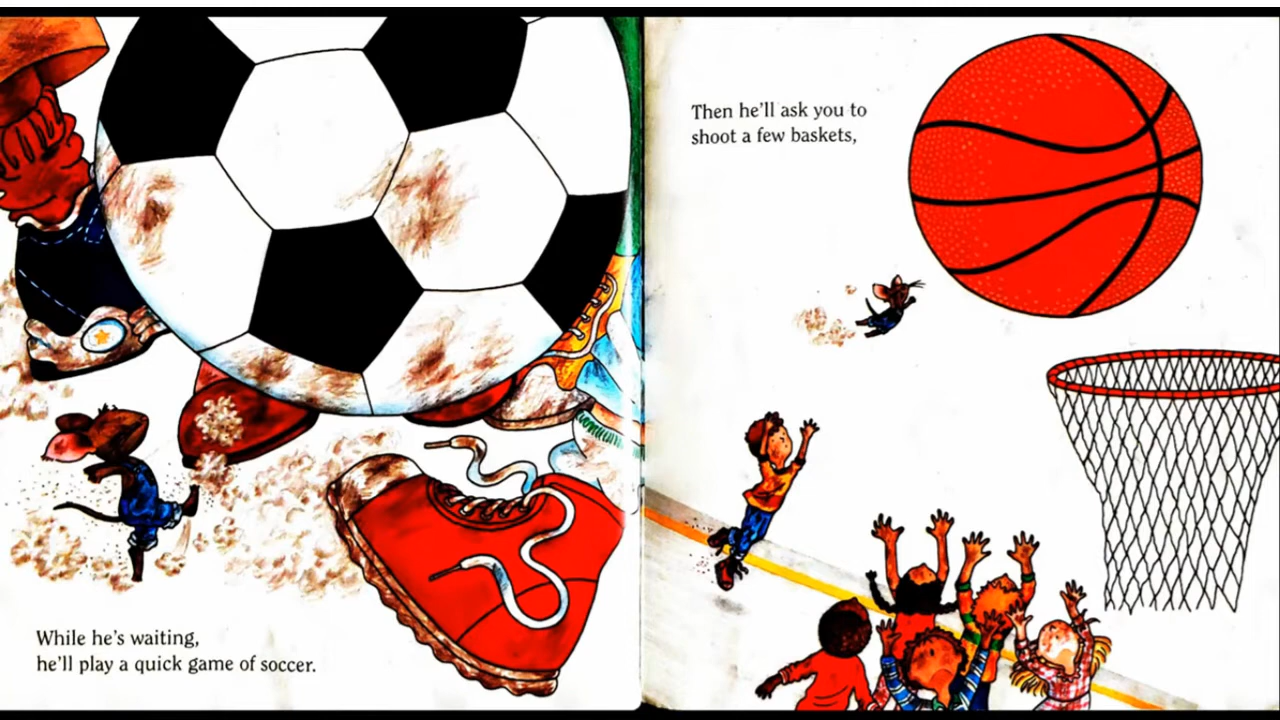 While he's waiting,
he'll play a quick game of soccer.
Then he'll ask you to
shoot a few baskets,